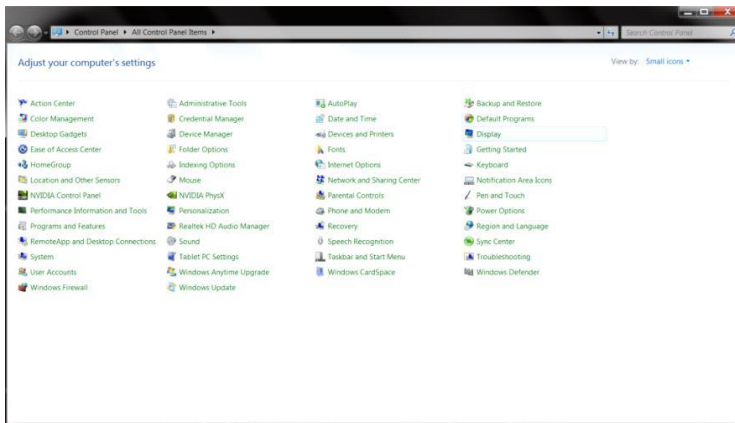 Control Panel All Control Panel Items Search Control Panel
Adjust your computer's settings View by: Small icons
Action Center Administrative Tools AutoPlay Backup and Restore
Color Management Credential Manager Date and Time Default Programs
Desktop Gadgets Device Manager Devices and Printers Display
Ease of Access Center Folder Options Fonts Getting Started
HomeGroup Indexing Options Internet Options Keyboard
Location and Other Sensors Mouse Network and Sharing Center Notification Area Icons
NVIDIA Control Panel NVIDIA PhysX Parental Controls Pen and Touch
Performance Information and Tools Personalization Phone and Modem Power Options
Programs and Features Realtek HD Audio Manager Recovery Region and Language
RemoteApp and Desktop Connections Sound Speech Recognition Sync Center
System Tablet PC Settings Taskbar and Start Menu Troubleshooting
User Accounts Windows Anytime Upgrade Windows CardSpace Windows Defender
Windows Firewall Windows Update